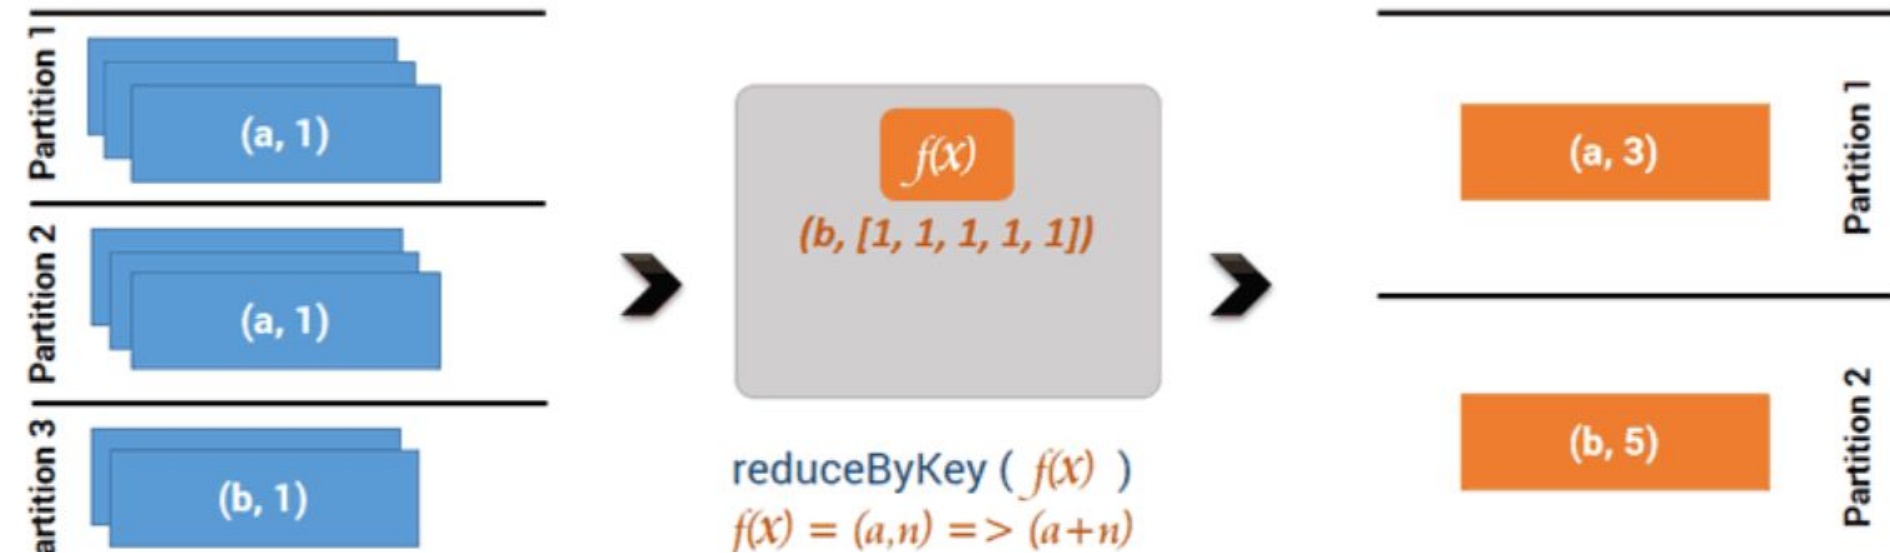 Partition 1
(a, 1)
Partition 2
(a, 1)
artition 3
(b, 1)
f(x)
(b, [1, 1, 1, 1, 1])
reduceByKey ( f(x) )
f(x) = (a,n) = > (a+n)
(a, 3)
Partition 1
(b, 5)
Partition 2